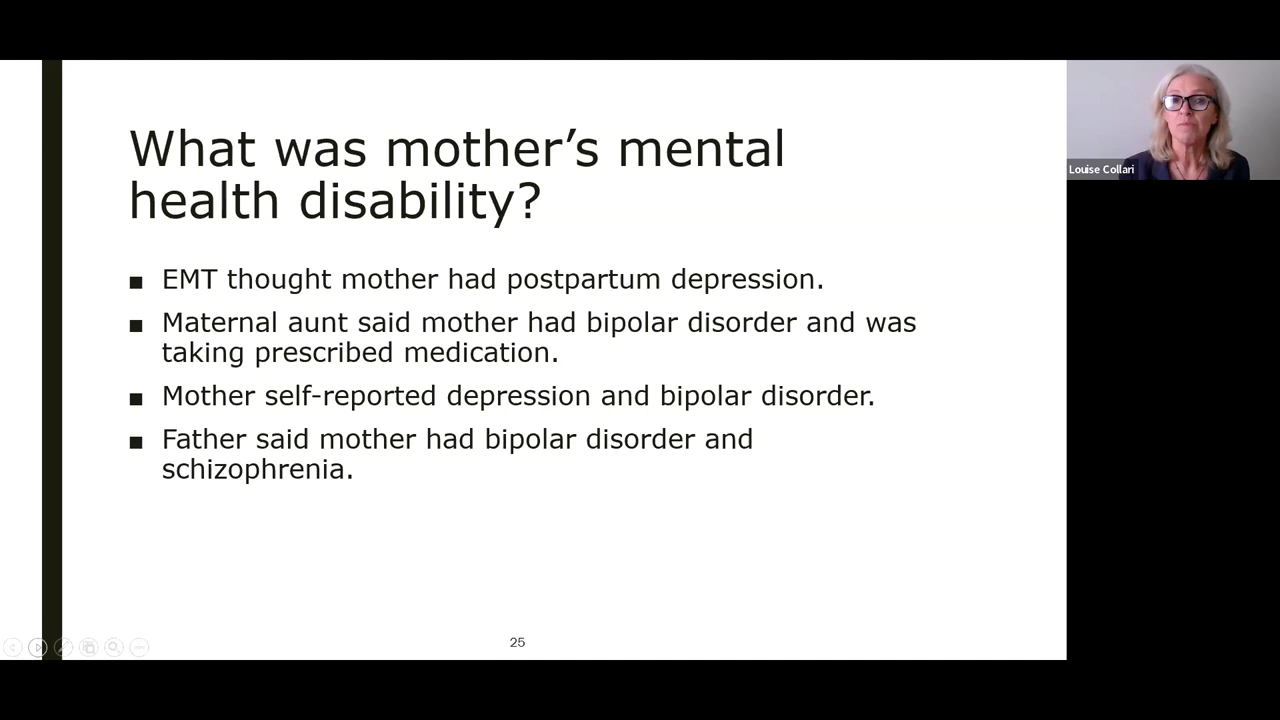 What was mother’s mental
health disability?
■ EMT thought mother had postpartum depression.
■ Maternal aunt said mother had bipolar disorder and was
taking prescribed medication.
■ Mother self-reported depression and bipolar disorder.
■ Father said mother had bipolar disorder and
schizophrenia.
25
Louise Collari